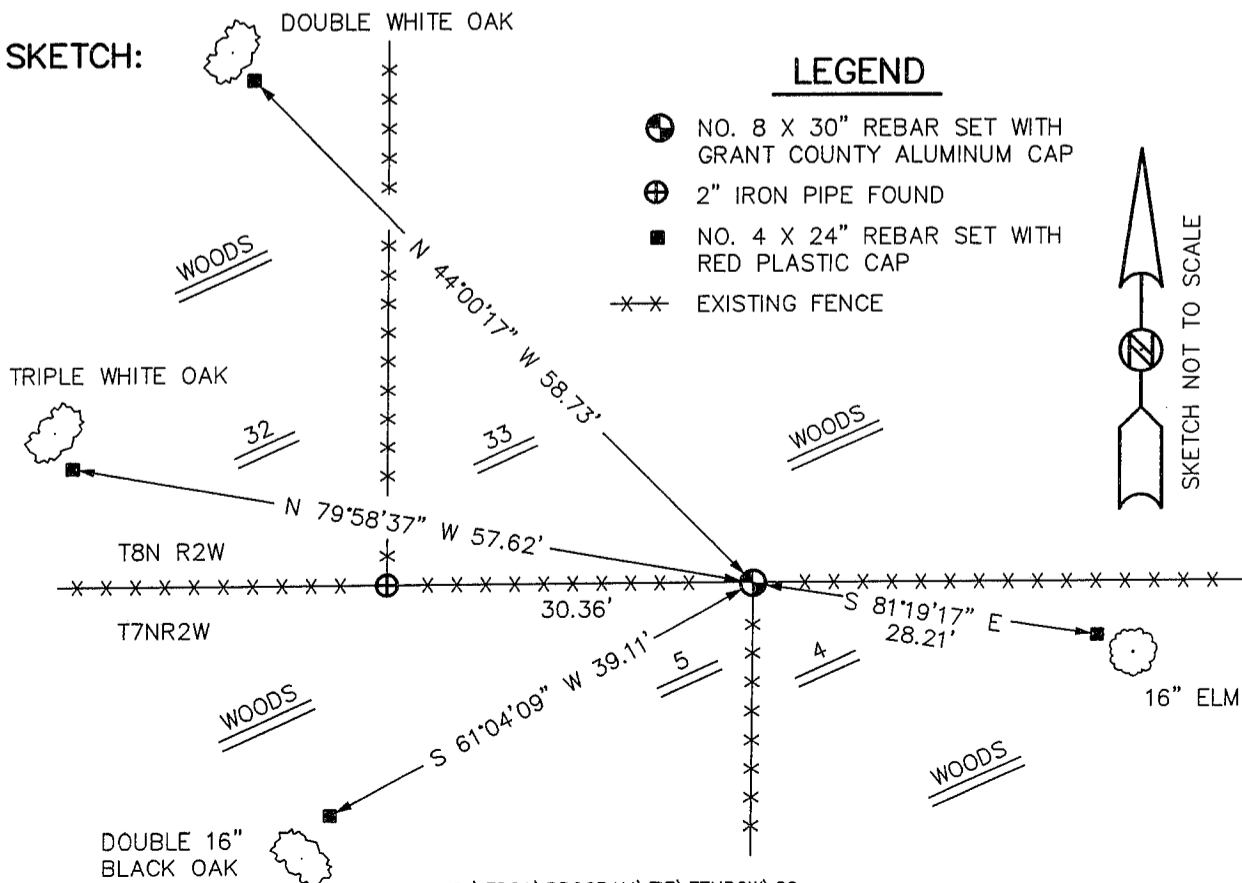 SKETCH:
DOUBLE WHITE OAK
LEGEND
NO. 8 X 30" REBAR SET WITH
GRANT COUNTY ALUMINUM CAP
2" IRON PIPE FOUND
NO. 4 X 24" REBAR SET WITH
RED PLASTIC CAP
EXISTING FENCE
N
SKETCH NOT TO SCALE
WOODS
N 44°00'17" W 58.73'
TRIPLE WHITE OAK
32
33
WOODS
N 79°58'37" W 57.62'
T8N R2W
T7NR2W
30.36'
S 81°19'17" E
28.21'
5
4
16" ELM
S 61°04'09" W 39.11'
WOODS
WOODS
DOUBLE 16"
BLACK OAK